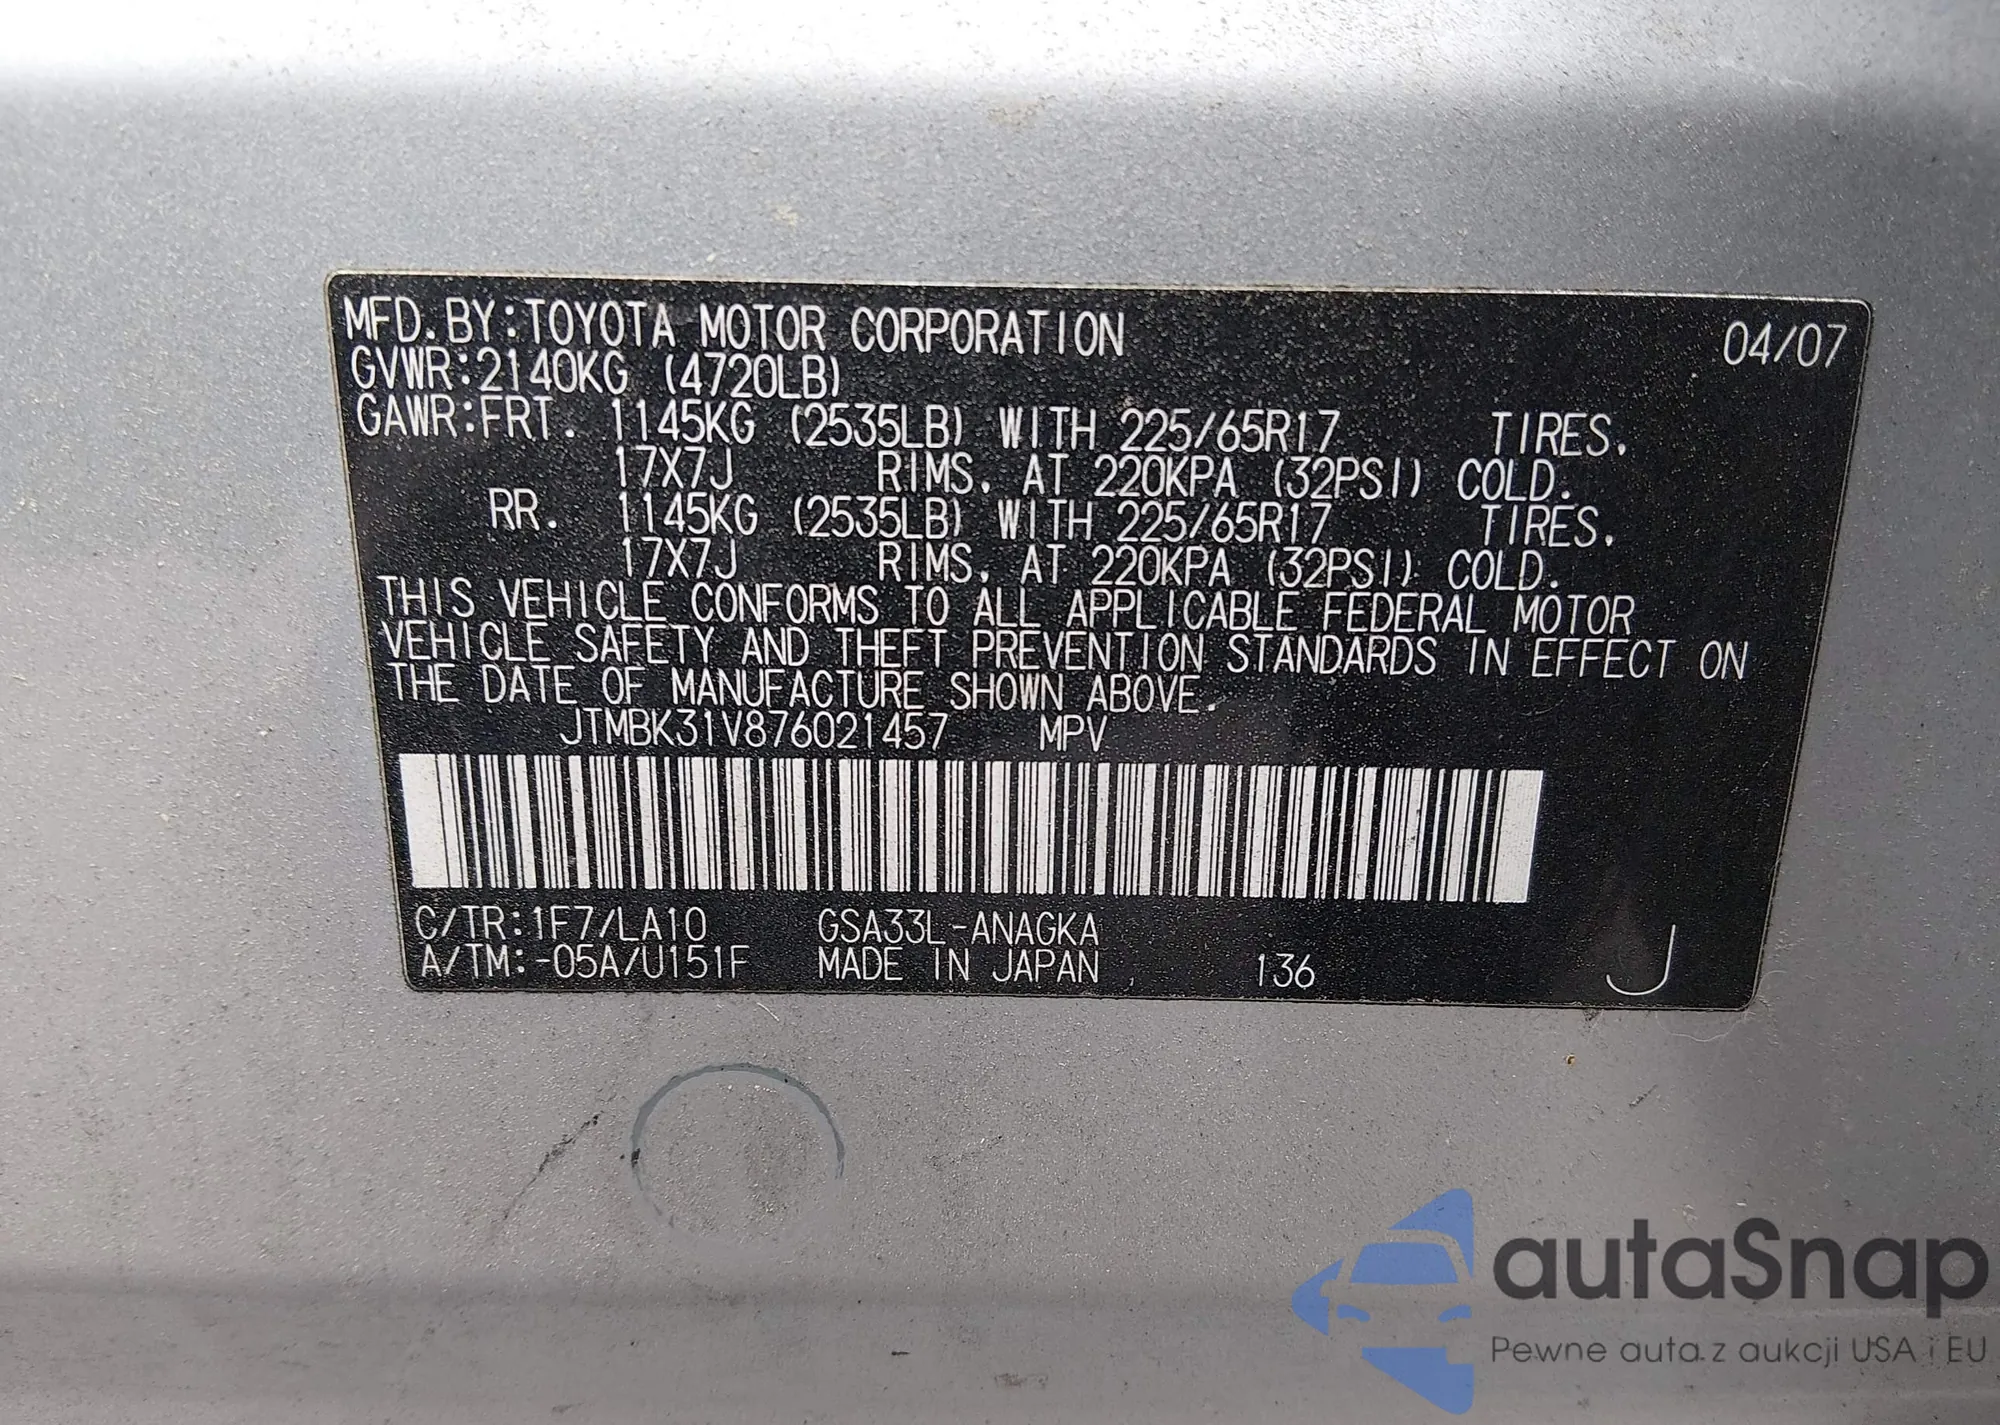 MFD.BY:TOYOTA MOTOR CORPORATION 04/07
GVWR:2140KG (4720LB)
GAWR:FRT. 1145KG (2535LB) WITH 225/65R17 TIRES.
17X7J RIMS, AT 220KPA (32PSI) COLD.
RR. 1145KG (2535LB) WITH 225/65R17 TIRES.
17X7J RIMS, AT 220KPA (32PSI) COLD.
THIS VEHICLE CONFORMS TO ALL APPLICABLE FEDERAL MOTOR
VEHICLE SAFETY AND THEFT PREVENTION STANDARDS IN EFFECT ON
THE DATE OF MANUFACTURE SHOWN ABOVE.
JTMBK31V876021457 MPV
C/TR:1F7/LA10 GSA33L-ANAGKA
A/TM:-05A/U151F MADE IN JAPAN 136 J
autaSnap
Pewne auta z aukcji USA i EU